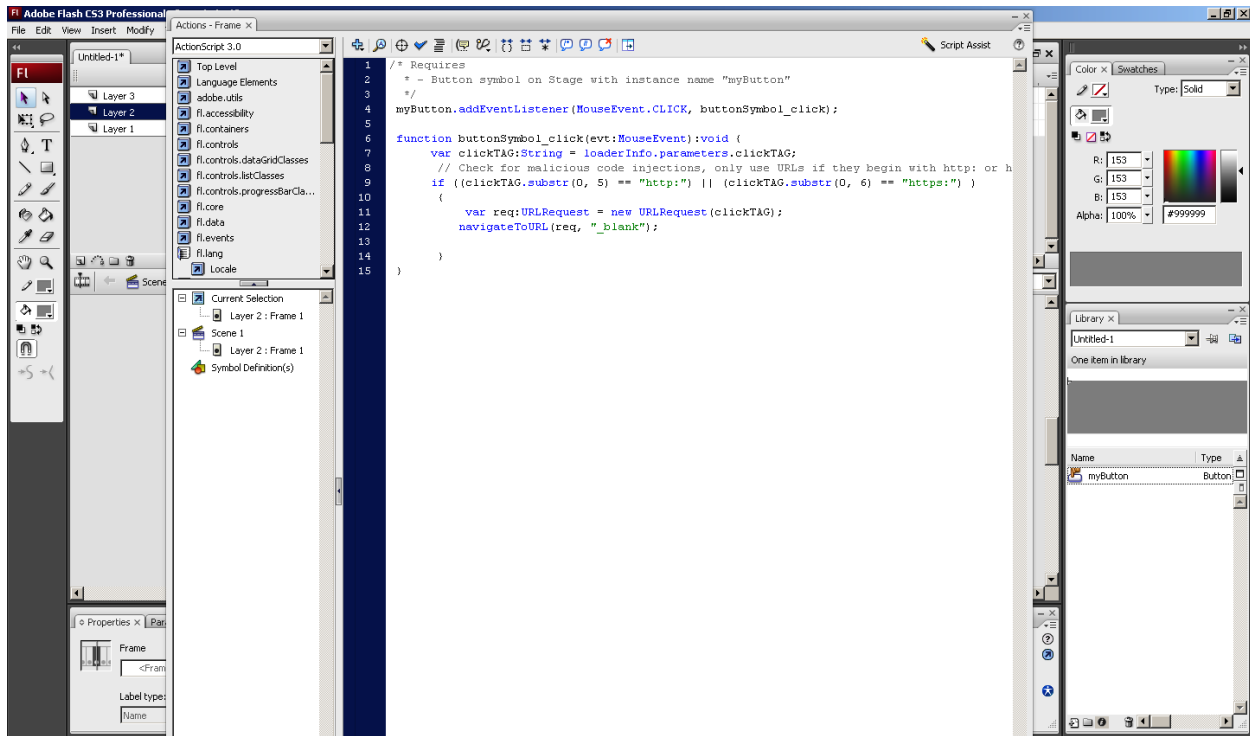 Adobe Flash CS3 Professional
File Edit View Insert Modify
Actions - Frame ×
Untitled-1*
ActionScript 3.0
Script Assist
Layer 3
Layer 2
Layer 1
Top Level
Language Elements
adobe.utils
fl.accessibility
fl.containers
fl.controls
fl.controls.dataGridClasses
fl.controls.listClasses
fl.controls.progressBarCla...
fl.core
fl.data
fl.events
fl.lang
Locale
Scene
Current Selection
Layer 2 : Frame 1
Scene 1
Layer 2 : Frame 1
Symbol Definition(s)
1 /* Requires
2 * - Button symbol on Stage with instance name "myButton"
3 */
4 myButton.addEventListener(MouseEvent.CLICK, buttonSymbol_click);
5
6 function buttonSymbol_click(evt:MouseEvent):void {
7 var clickTAG:String = loaderInfo.parameters.clickTAG;
8 // Check for malicious code injections, only use URLs if they begin with http: or h
9 if ((clickTAG.substr(0, 5) == "http:") || (clickTAG.substr(0, 6) == "https:") )
10 {
11 var req:URLRequest = new URLRequest(clickTAG);
12 navigateToURL(req, "_blank");
13
14 }
15 }
Color × Swatches
Type: Solid
R: 153
G: 153
B: 153
Alpha: 100% #999999
Library ×
Untitled-1
One item in library
Name Type
myButton Button
Properties × Par
Frame
<Fram
Label type:
Name